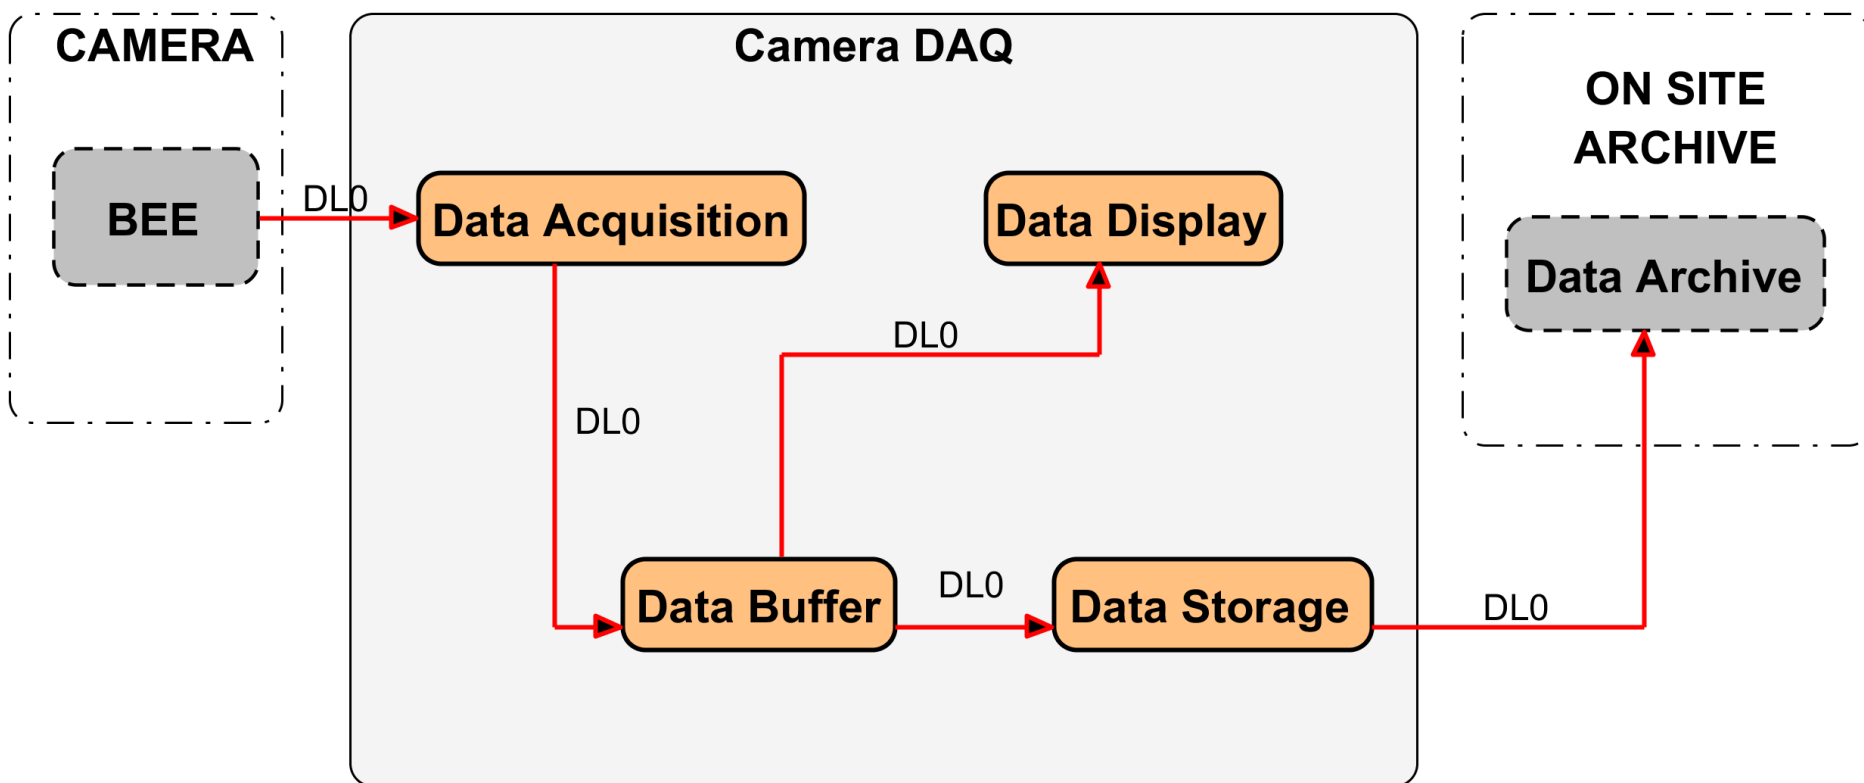 CAMERA
Camera DAQ
ON SITE
ARCHIVE
BEE
DL0
Data Acquisition
Data Display
Data Archive
DL0
DL0
Data Buffer
DL0
Data Storage
DL0